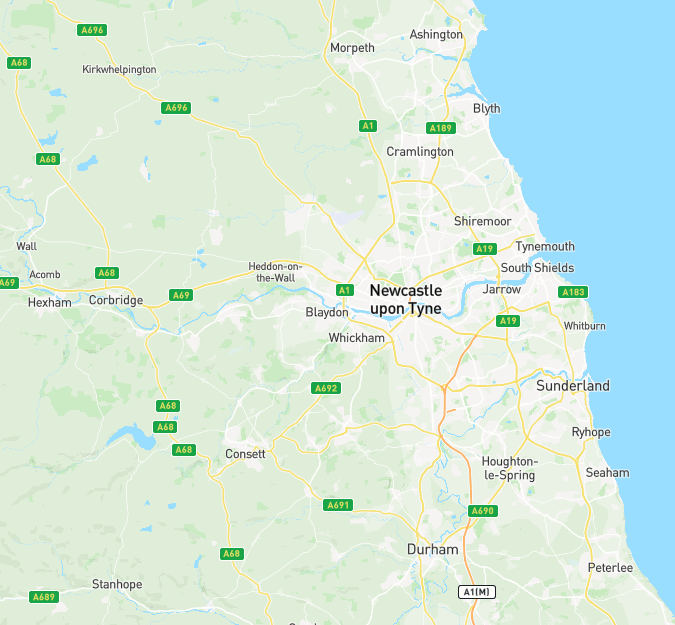 A696
Ashington
Morpeth
A68
Kirkwhelpington
A696
Blyth
A1
A189
Cramlington
A68
Shiremoor
Wall
Tynemouth
A19
Heddon-on-
the-Wall
South Shields
Acomb
A68
A69
Hexham
Corbridge
A69
A1
Newcastle
upon Tyne
Jarrow
A183
Blaydon
A19
Whitburn
Whickham
A692
Sunderland
A68
A68
Ryhope
A68
Consett
Houghton-
le-Spring
Seaham
A691
A690
A68
Durham
Peterlee
Stanhope
A689
A1(M)